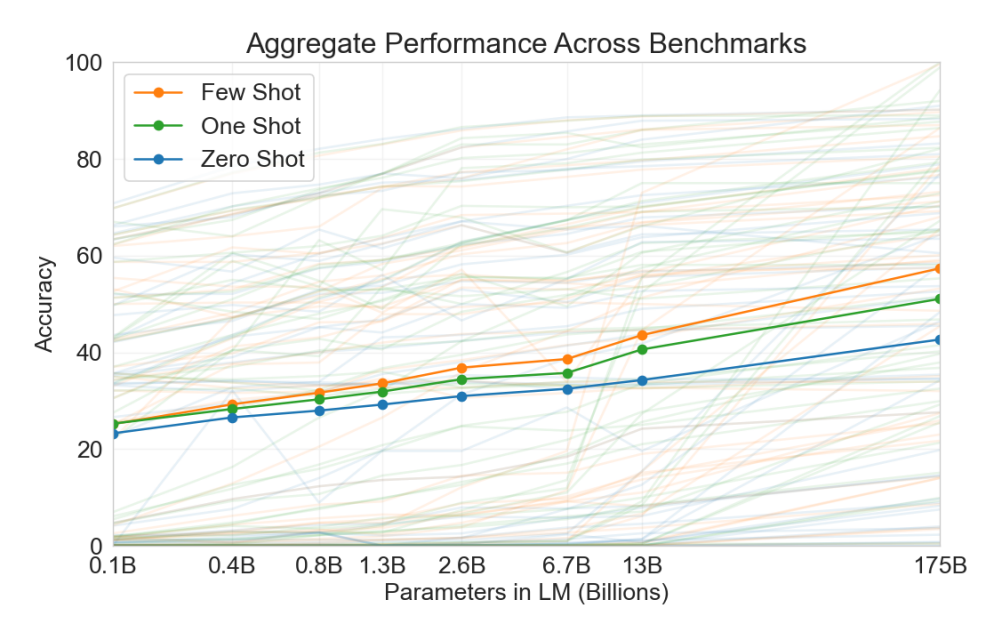 Aggregate Performance Across Benchmarks
Few Shot
One Shot
Zero Shot
100
80
60
40
20
0
Accuracy
0.1B 0.4B 0.8B 1.3B 2.6B 6.7B 13B 175B
Parameters in LM (Billions)